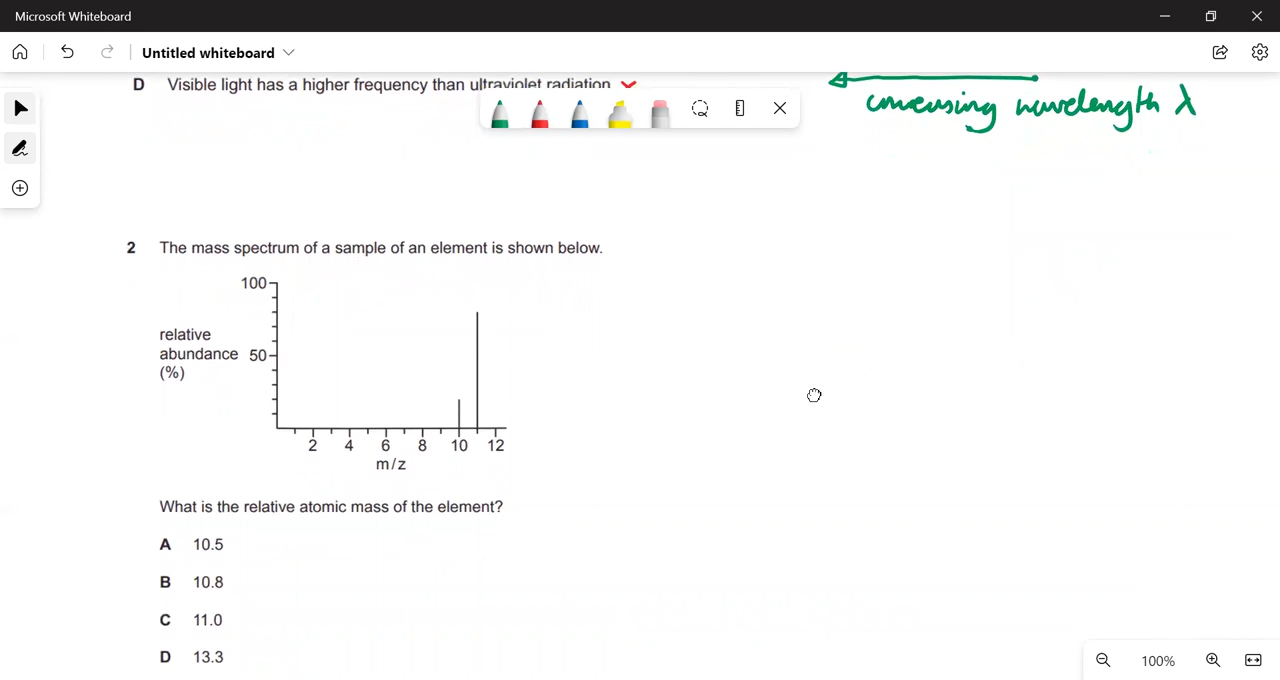 Microsoft Whiteboard
Untitled whiteboard
D Visible light has a higher frequency than ultraviolet radiation
wavelength λ
2 The mass spectrum of a sample of an element is shown below.
100
relative
abundance 50
(%)
2 4 6 8 10 12
m/z
What is the relative atomic mass of the element?
A 10.5
B 10.8
C 11.0
D 13.3
100%